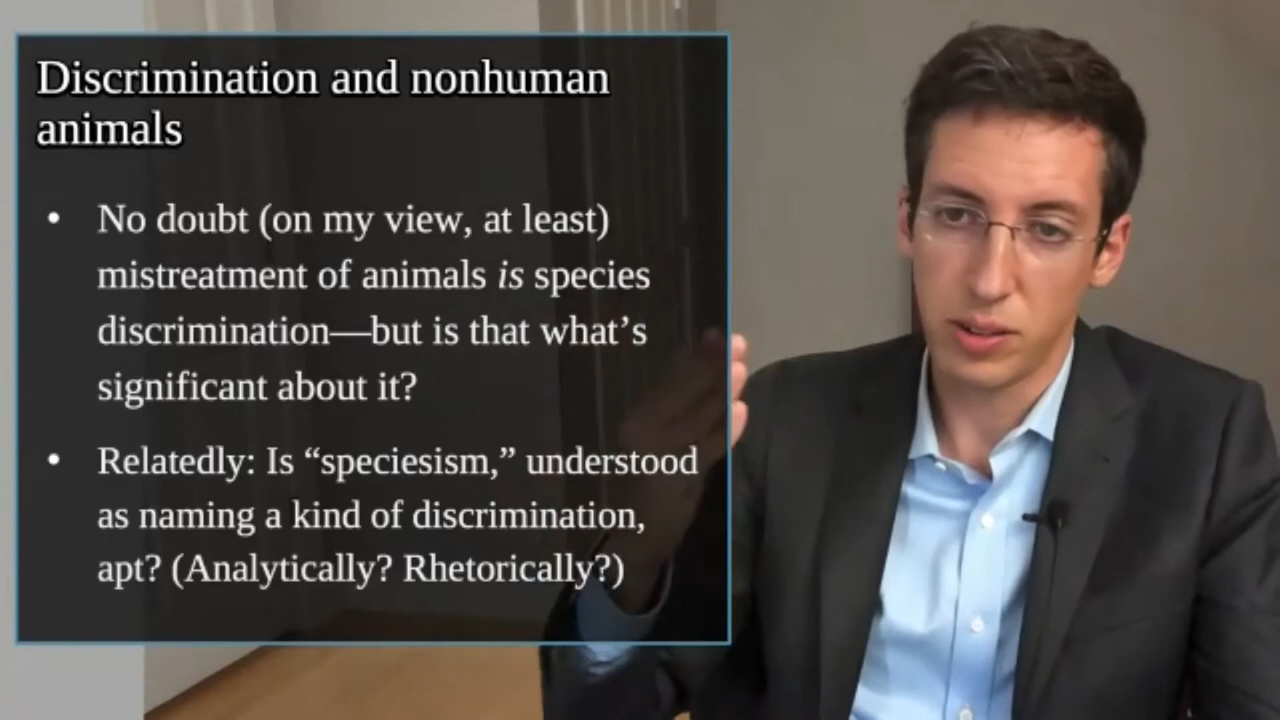 Discrimination and nonhuman
animals
• No doubt (on my view, at least)
mistreatment of animals is species
discrimination—but is that what’s
significant about it?
• Relatedly: Is “speciesism,” understood
as naming a kind of discrimination,
apt? (Analytically? Rhetorically?)